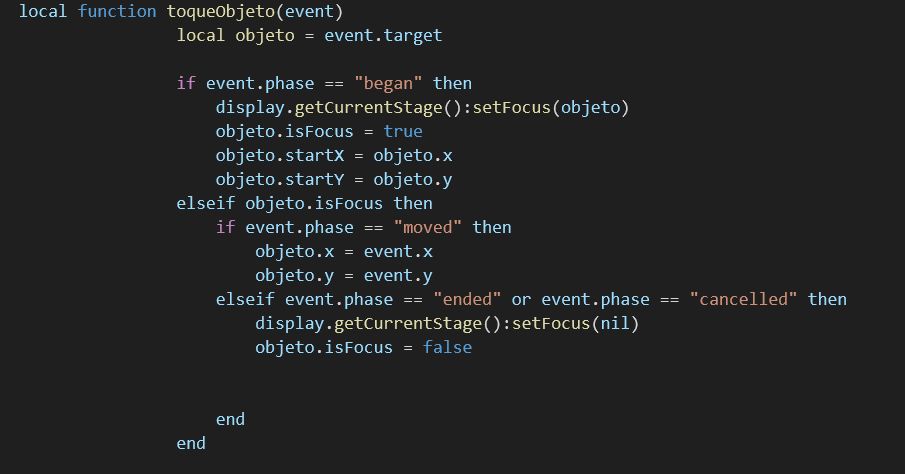 local function toqueObjeto(event)
local objeto = event.target
if event.phase == "began" then
display.getCurrentStage():setFocus(objeto)
objeto.isFocus = true
objeto.startX = objeto.x
objeto.startY = objeto.y
elseif objeto.isFocus then
if event.phase == "moved" then
objeto.x = event.x
objeto.y = event.y
elseif event.phase == "ended" or event.phase == "cancelled" then
display.getCurrentStage():setFocus(nil)
objeto.isFocus = false
end
end